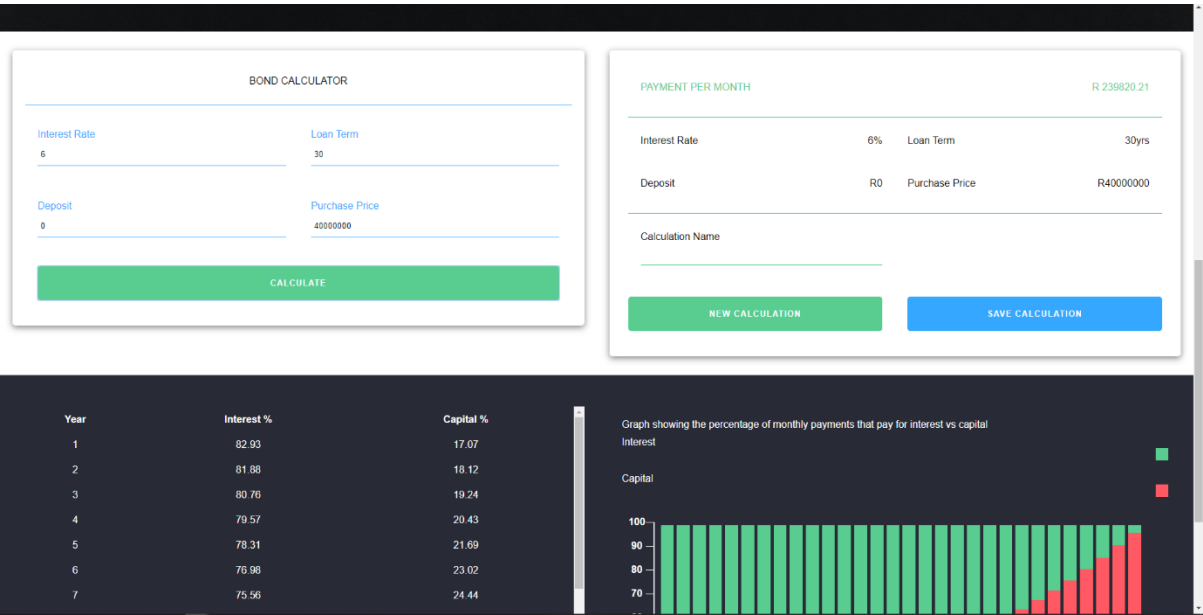 BOND CALCULATOR
Interest Rate
6
Loan Term
30
Deposit
0
Purchase Price
40000000
CALCULATE
PAYMENT PER MONTH R 239820.21
Interest Rate 6% Loan Term 30yrs
Deposit R0 Purchase Price R40000000
Calculation Name
NEW CALCULATION SAVE CALCULATION
Year Interest % Capital %
1 82.93 17.07
2 81.88 18.12
3 80.76 19.24
4 79.57 20.43
5 78.31 21.69
6 76.98 23.02
7 75.56 24.44
Graph showing the percentage of monthly payments that pay for interest vs capital
Interest
Capital
100
90
80
70